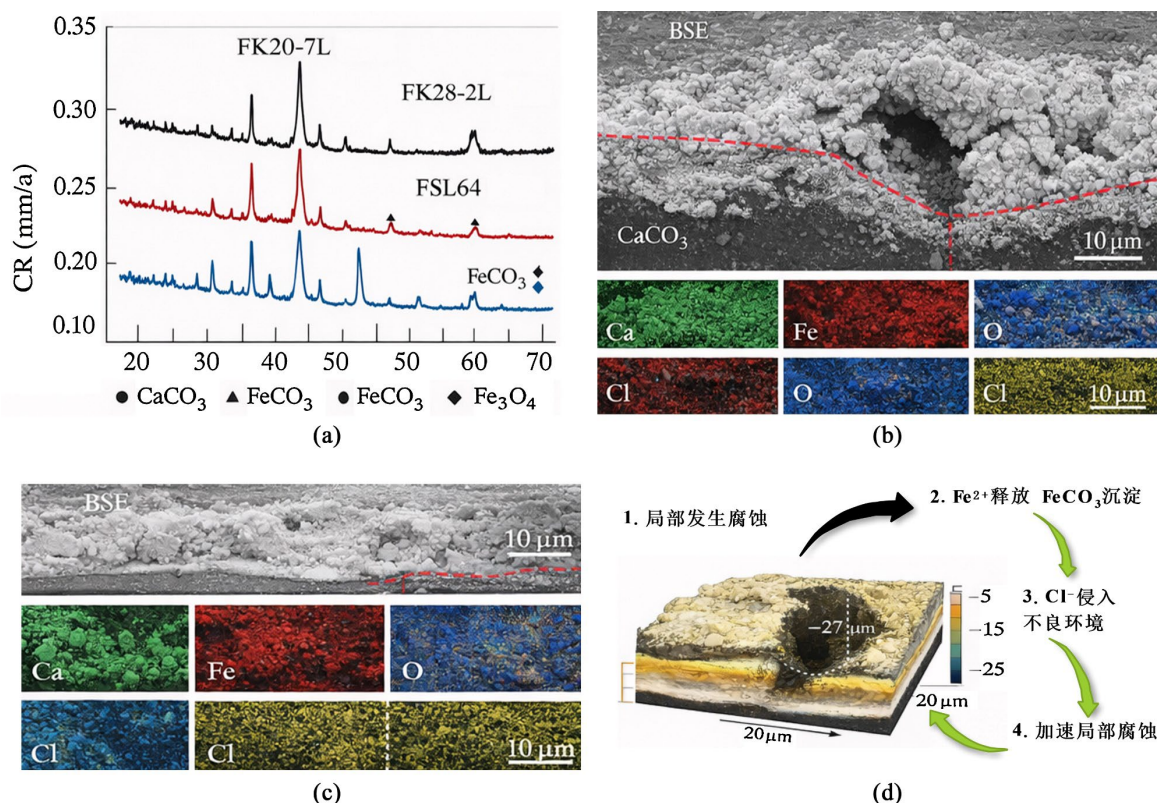 0.35
0.30
0.25
0.20
0.10
CR (mm/a)
FK20-7L
FK28-2L
FSL64
FeCO₃
20 30 40 50 50 60 70
● CaCO₃ ▲ FeCO₃ ● FeCO₃ ◆ Fe₃O₄
(a)
BSE
CaCO₃
10 μm
Ca Fe O
Cl O Cl 10 μm
(b)
BSE
10 μm
Ca Fe O
Cl Cl 10 μm
(c)
1. 局部发生腐蚀
2. Fe²⁺释放 FeCO₃沉淀
3. Cl⁻侵入
不良环境
4. 加速局部腐蚀
−27 μm
−5
−15
−25
20 μm
20 μm
(d)